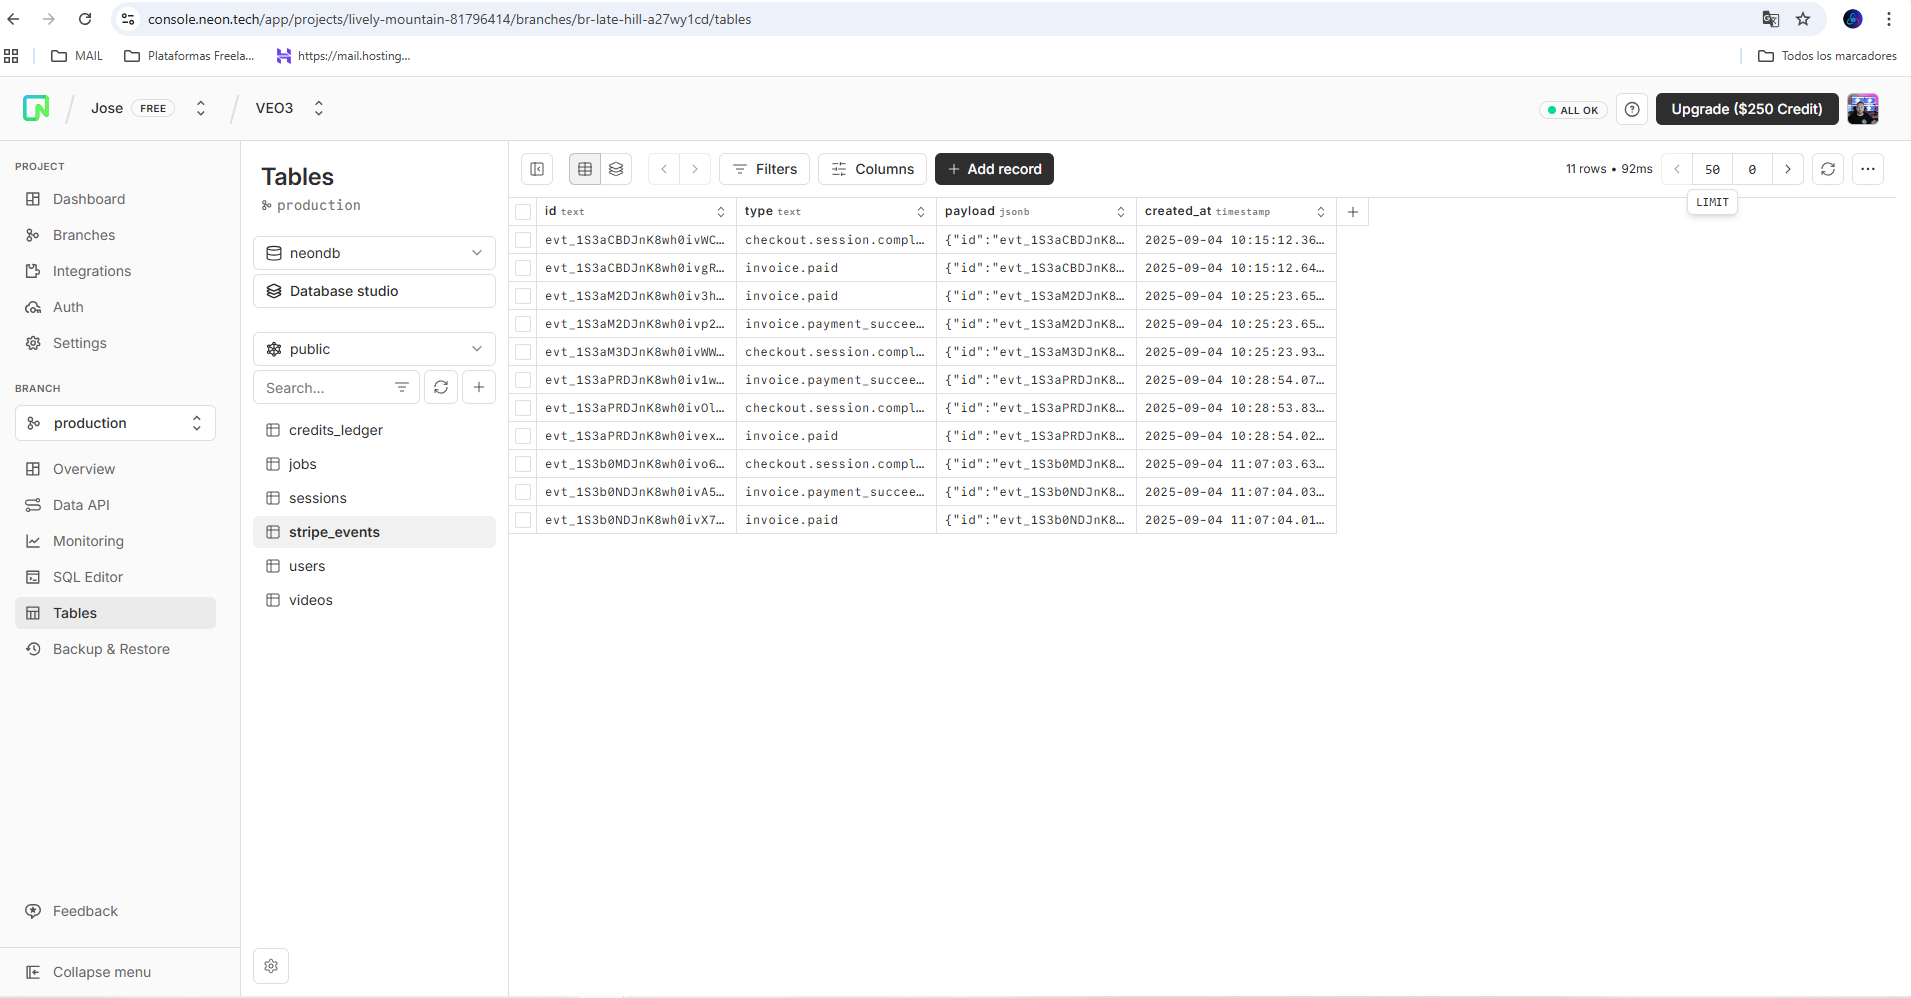 console.neon.tech/app/projects/lively-mountain-81796414/branches/br-late-hill-a27wy1cd/tables
MAIL
Plataformas Freela...
https://mail.hosting...
Todos los marcadores
Jose FREE
VEO3
ALL OK
Upgrade ($250 Credit)
PROJECT
Dashboard
Branches
Integrations
Auth
Settings
BRANCH
production
Overview
Data API
Monitoring
SQL Editor
Tables
Backup & Restore
Feedback
Collapse menu
Tables
production
neondb
Database studio
public
Search...
credits_ledger
jobs
sessions
stripe_events
users
videos
Filters
Columns
Add record
11 rows • 92ms
50
0
LIMIT
id text type text payload jsonb created_at timestamp
evt_1S3aCBDJnK8wh0ivWC… checkout.session.compl… {"id":"evt_1S3aCBDJnK8… 2025-09-04 10:15:12.36…
evt_1S3aCBDJnK8wh0ivgR… invoice.paid {"id":"evt_1S3aCBDJnK8… 2025-09-04 10:15:12.64…
evt_1S3aM2DJnK8wh0iv3h… invoice.paid {"id":"evt_1S3aM2DJnK8… 2025-09-04 10:25:23.65…
evt_1S3aM2DJnK8wh0ivp2… invoice.payment_succee… {"id":"evt_1S3aM2DJnK8… 2025-09-04 10:25:23.65…
evt_1S3aM3DJnK8wh0ivWW… checkout.session.compl… {"id":"evt_1S3aM3DJnK8… 2025-09-04 10:25:23.93…
evt_1S3aPRDJnK8wh0iv1w… invoice.payment_succee… {"id":"evt_1S3aPRDJnK8… 2025-09-04 10:28:54.07…
evt_1S3aPRDJnK8wh0ivOl… checkout.session.compl… {"id":"evt_1S3aPRDJnK8… 2025-09-04 10:28:53.83…
evt_1S3aPRDJnK8wh0ivex… invoice.paid {"id":"evt_1S3aPRDJnK8… 2025-09-04 10:28:54.02…
evt_1S3b0MDJnK8wh0ivo6… checkout.session.compl… {"id":"evt_1S3b0MDJnK8… 2025-09-04 11:07:03.63…
evt_1S3b0NDJnK8wh0ivA5… invoice.payment_succee… {"id":"evt_1S3b0NDJnK8… 2025-09-04 11:07:04.03…
evt_1S3b0NDJnK8wh0ivX7… invoice.paid {"id":"evt_1S3b0NDJnK8… 2025-09-04 11:07:04.01…